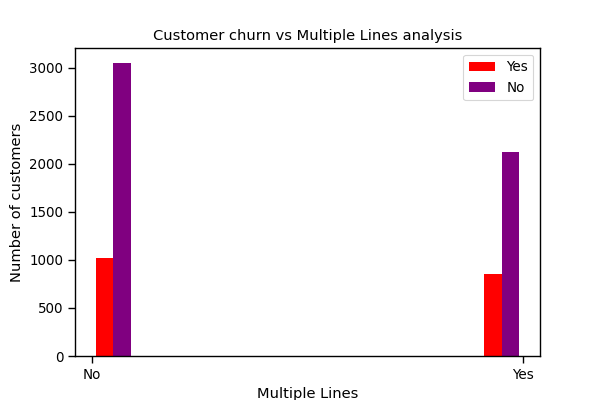 Customer churn vs Multiple Lines analysis
Yes
No
3000
2500
2000
1500
1000
500
0
Number of customers
No Yes
Multiple Lines